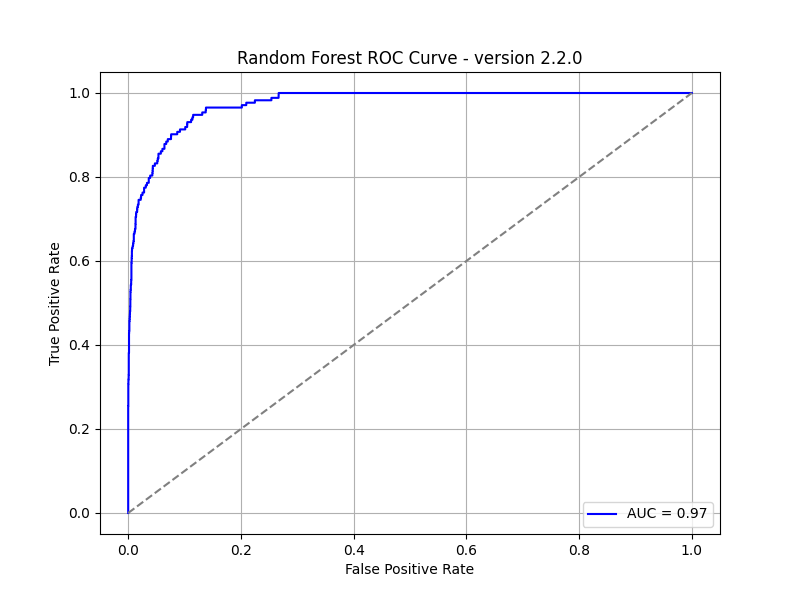 Random Forest ROC Curve - version 2.2.0
True Positive Rate
1.0
0.8
0.6
0.4
0.2
0.0
AUC = 0.97
0.0 0.2 0.4 0.6 0.8 1.0
False Positive Rate